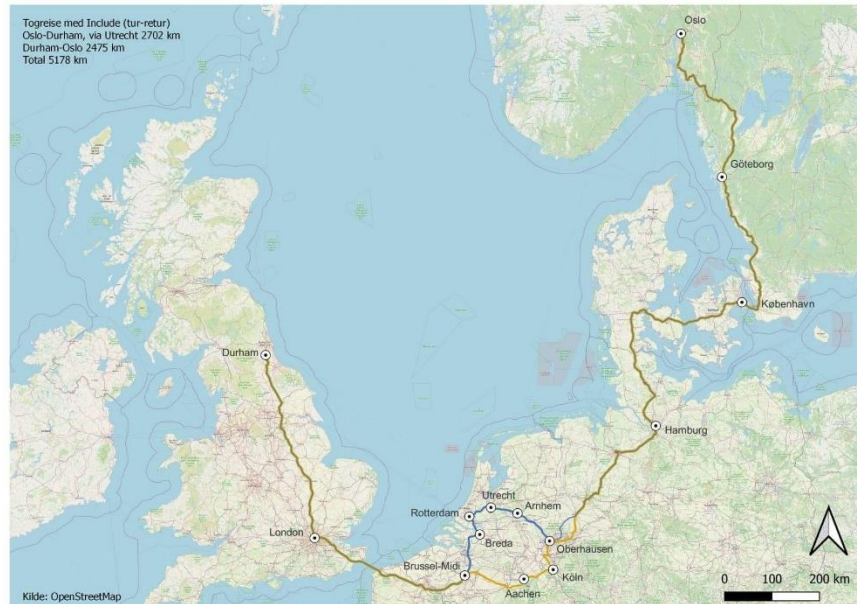 Togreise med Include (tur-retur)
Oslo-Durham, via Utrecht 2702 km
Durham-Oslo 2475 km
Total 5178 km
Oslo
Göteborg
København
Durham
Hamburg
Utrecht
Rotterdam
Arnhem
London
Breda
Oberhausen
Brussel-Midi
Köln
Aachen
0 100 200 km
Kilde: OpenStreetMap